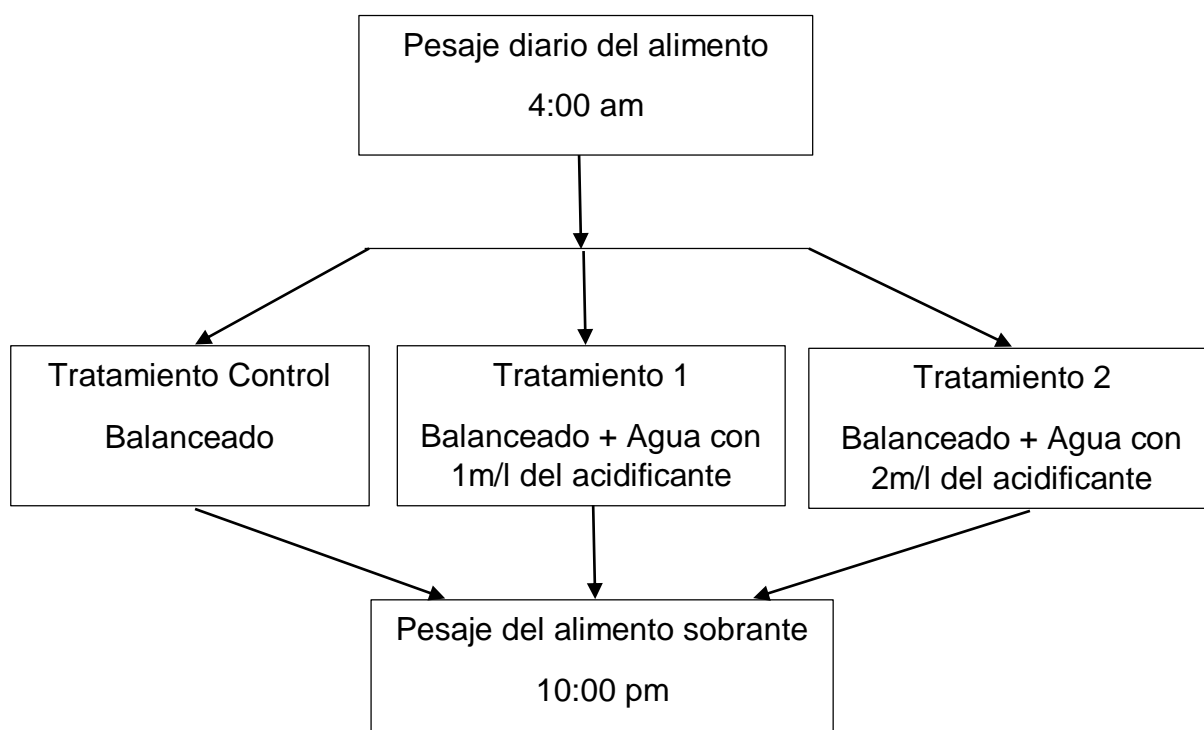 Pesaje diario del alimento
4:00 am
Tratamiento Control
Balanceado
Tratamiento 1
Balanceado + Agua con
1m/l del acidificante
Tratamiento 2
Balanceado + Agua con
2m/l del acidificante
Pesaje del alimento sobrante
10:00 pm